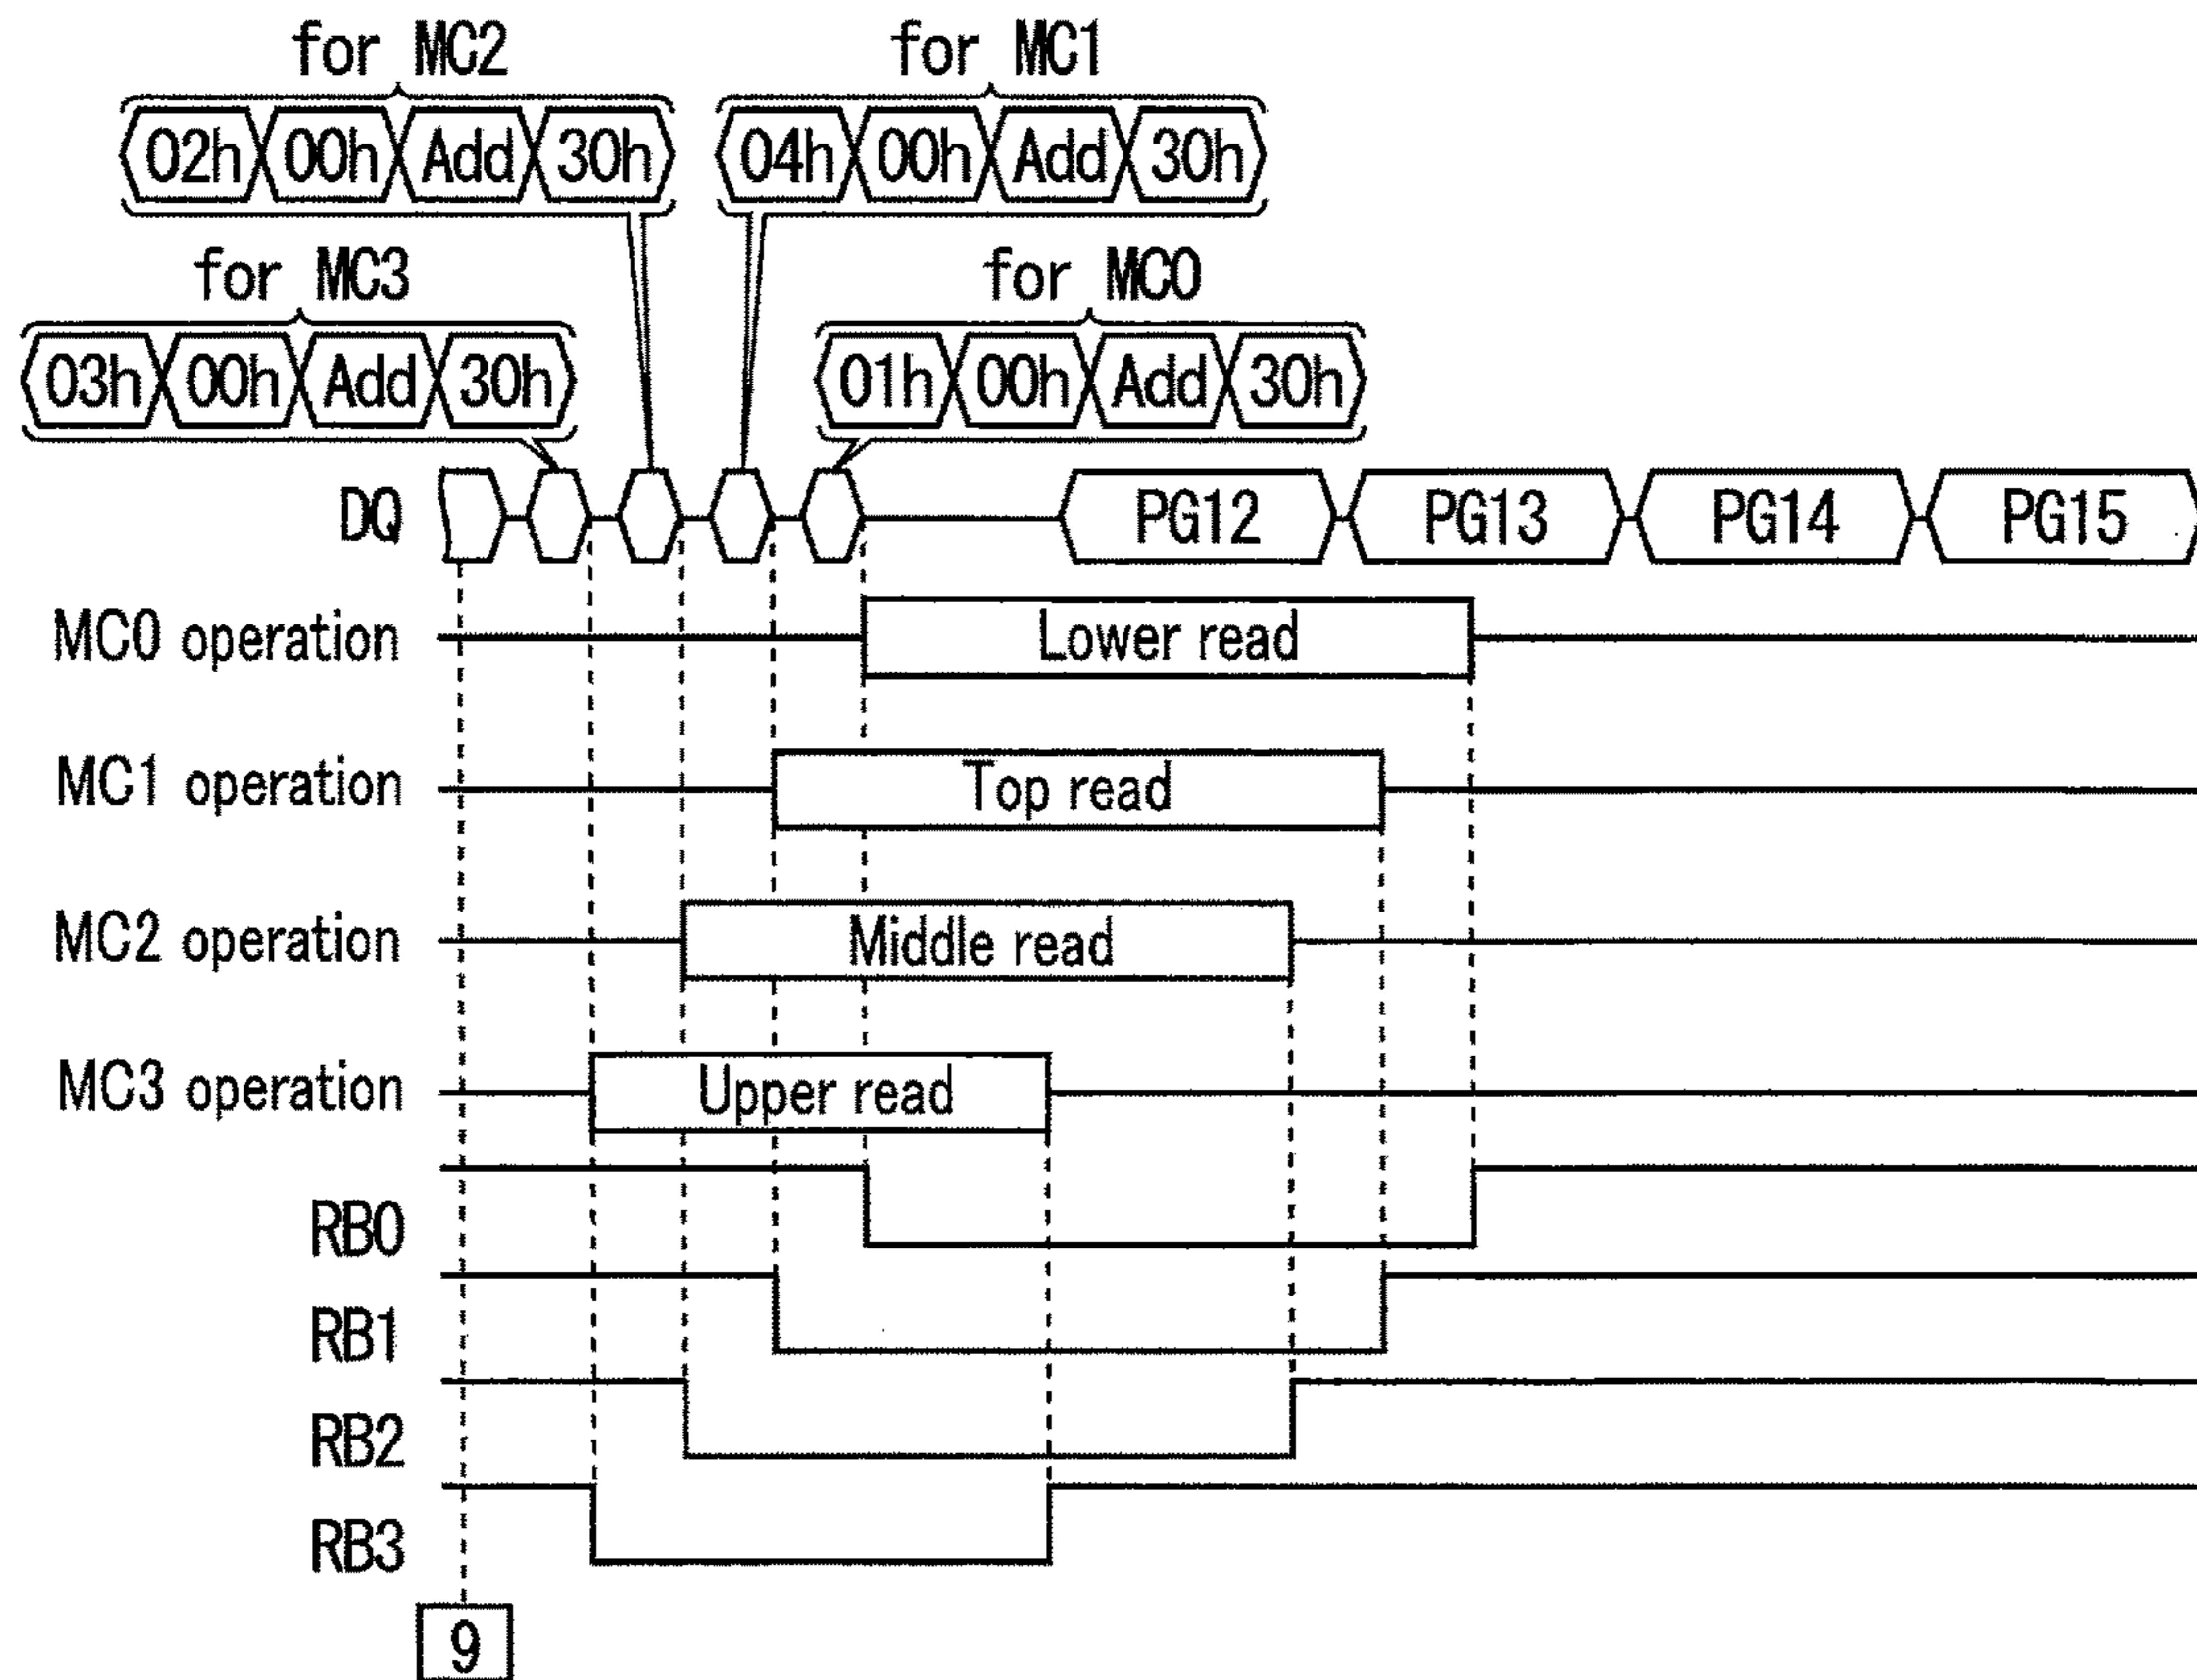 for MC2
for MC1
02h 00h Add 30h
04h 00h Add 30h
for MC3
for MC0
03h 00h Add 30h
01h 00h Add 30h
DQ PG12 PG13 PG14 PG15
MC0 operation Lower read
MC1 operation Top read
MC2 operation Middle read
MC3 operation Upper read
RB0
RB1
RB2
RB3
9